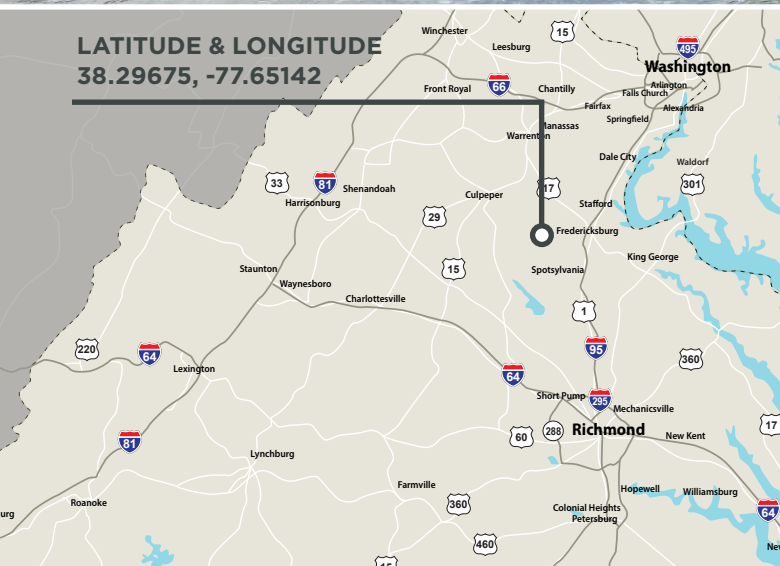 LATITUDE & LONGITUDE
38.29675, -77.65142
Winchester
15
Leesburg
495
Washington
66
Front Royal
Chantilly
Arlington
Falls Church
Fairfax
Alexandria
Springfield
Manassas
Warrenton
Dale City
Waldorf
33
81
Shenandoah
17
301
Harrisonburg
Culpeper
Stafford
29
Fredericksburg
King George
Staunton
15
Spotsylvania
Waynesboro
Charlottesville
1
220
64
95
360
Lexington
64
Short Pump
295
Mechanicsville
17
81
60
288
Richmond
New Kent
Lynchburg
Farmville
Hopewell
Williamsburg
Roanoke
360
Colonial Heights
Petersburg
64
urg
460
New
15